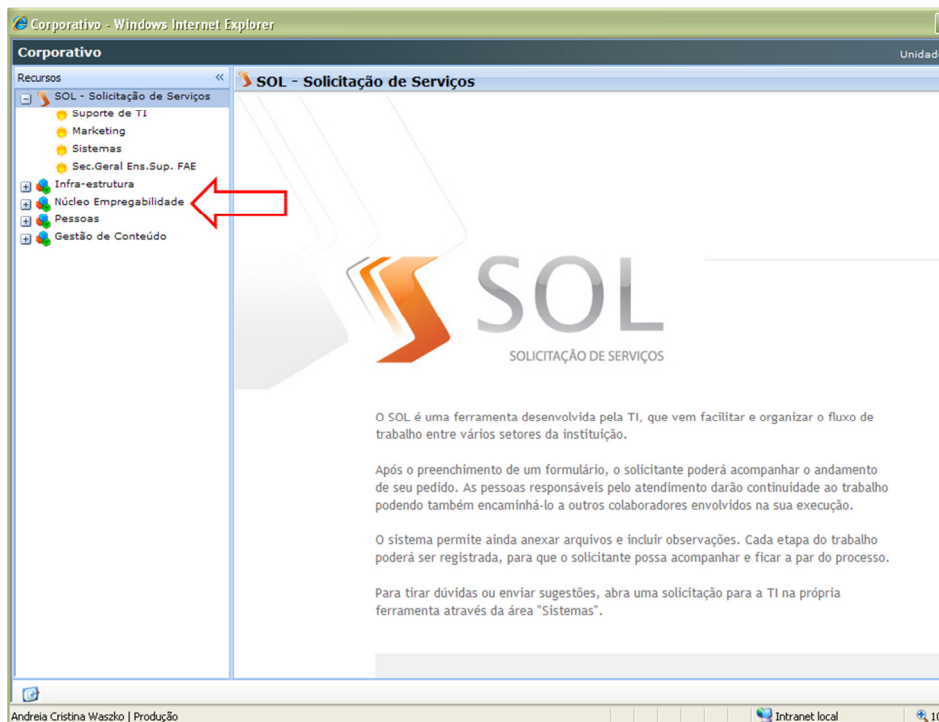 Corporativo - Windows Internet Explorer
Corporativo
Recursos
«
SOL - Solicitação de Serviços
Suporte de TI
Marketing
Sistemas
Sec.Geral Ens.Sup. FAE
Infra-estrutura
Núcleo Empregabilidade
Pessoas
Gestão de Conteúdo
SOL - Solicitação de Serviços
SOL
SOLICITAÇÃO DE SERVIÇOS
O SOL é uma ferramenta desenvolvida pela TI, que vem facilitar e organizar o fluxo de
trabalho entre vários setores da instituição.
Após o preenchimento de um formulário, o solicitante poderá acompanhar o andamento
de seu pedido. As pessoas responsáveis pelo atendimento darão continuidade ao trabalho
podendo também encaminhá-lo a outros colaboradores envolvidos na sua execução.
O sistema permite ainda anexar arquivos e incluir observações. Cada etapa do trabalho
poderá ser registrada, para que o solicitante possa acompanhar e ficar a par do processo.
Para tirar dúvidas ou enviar sugestões, abra uma solicitação para a TI na própria
ferramenta através da área "Sistemas".
Andreia Cristina Waszko | Produção
Intranet local